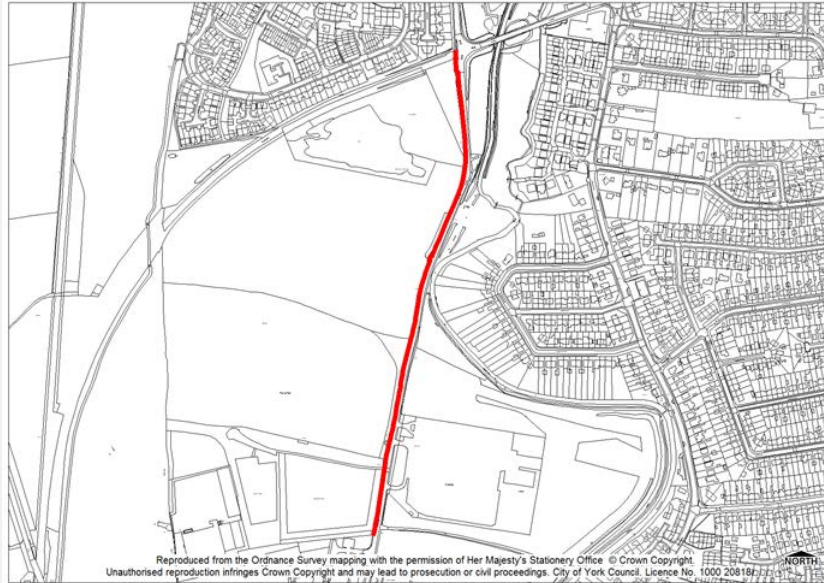 Reproduced from the Ordnance Survey mapping with the permission of Her Majesty's Stationery Office © Crown Copyright.
Unauthorised reproduction infringes Crown Copyright and may lead to prosecution or civil proceedings. City of York Council. Licence No. 1000 20818
NORTH